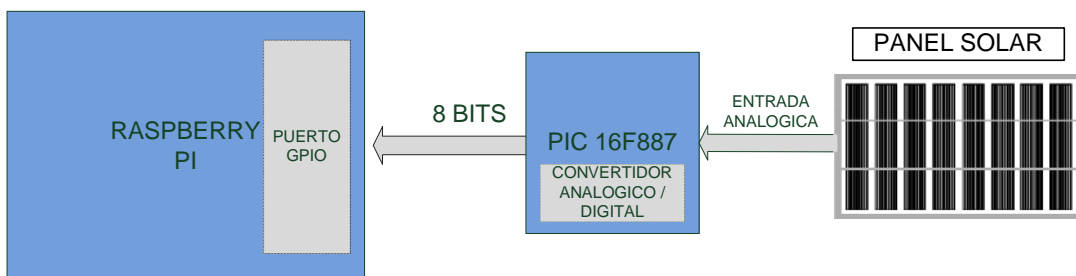 RASPBERRY
PI
PUERTO
GPIO
8 BITS
PIC 16F887
CONVERTIDOR
ANALOGICO /
DIGITAL
ENTRADA
ANALOGICA
PANEL SOLAR